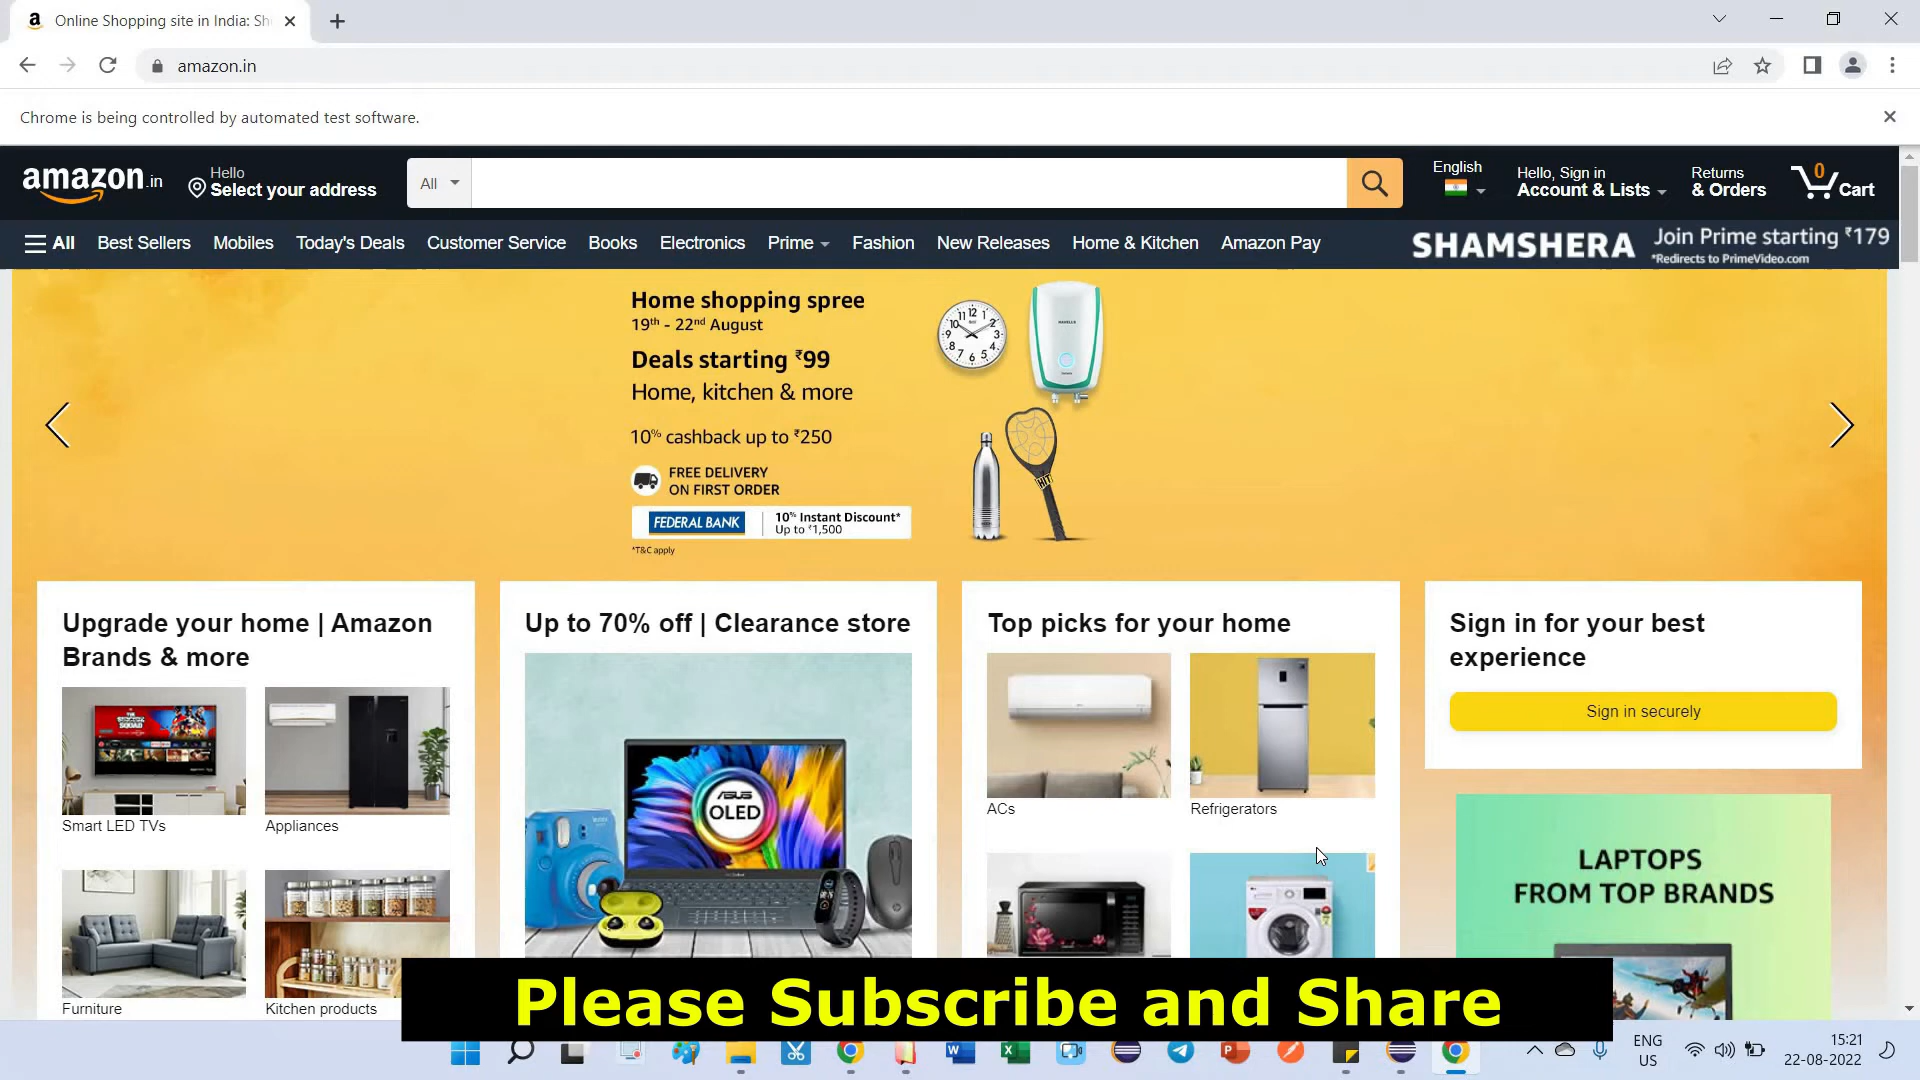 Online Shopping site in India: Sh
amazon.in
Chrome is being controlled by automated test software.
amazon.in
Hello
Select your address
All
English
Hello, Sign in
Account & Lists
Returns
& Orders
0
Cart
All
Best Sellers
Mobiles
Today's Deals
Customer Service
Books
Electronics
Prime
Fashion
New Releases
Home & Kitchen
Amazon Pay
SHAMSHERA
Join Prime starting ₹179
*Redirects to PrimeVideo.com
Home shopping spree
19th - 22nd August
Deals starting ₹99
Home, kitchen & more
10% cashback up to ₹250
FREE DELIVERY
ON FIRST ORDER
FEDERAL BANK
10% Instant Discount*
Up to ₹1,500
*T&C apply
HAVELLS
HIT
Upgrade your home | Amazon
Brands & more
Smart LED TVs
Appliances
Furniture
Kitchen products
Up to 70% off | Clearance store
ASUS
OLED
Top picks for your home
ACs
Refrigerators
Sign in for your best
experience
Sign in securely
LAPTOPS
FROM TOP BRANDS
Please Subscribe and Share
ENG
US
15:21
22-08-2022